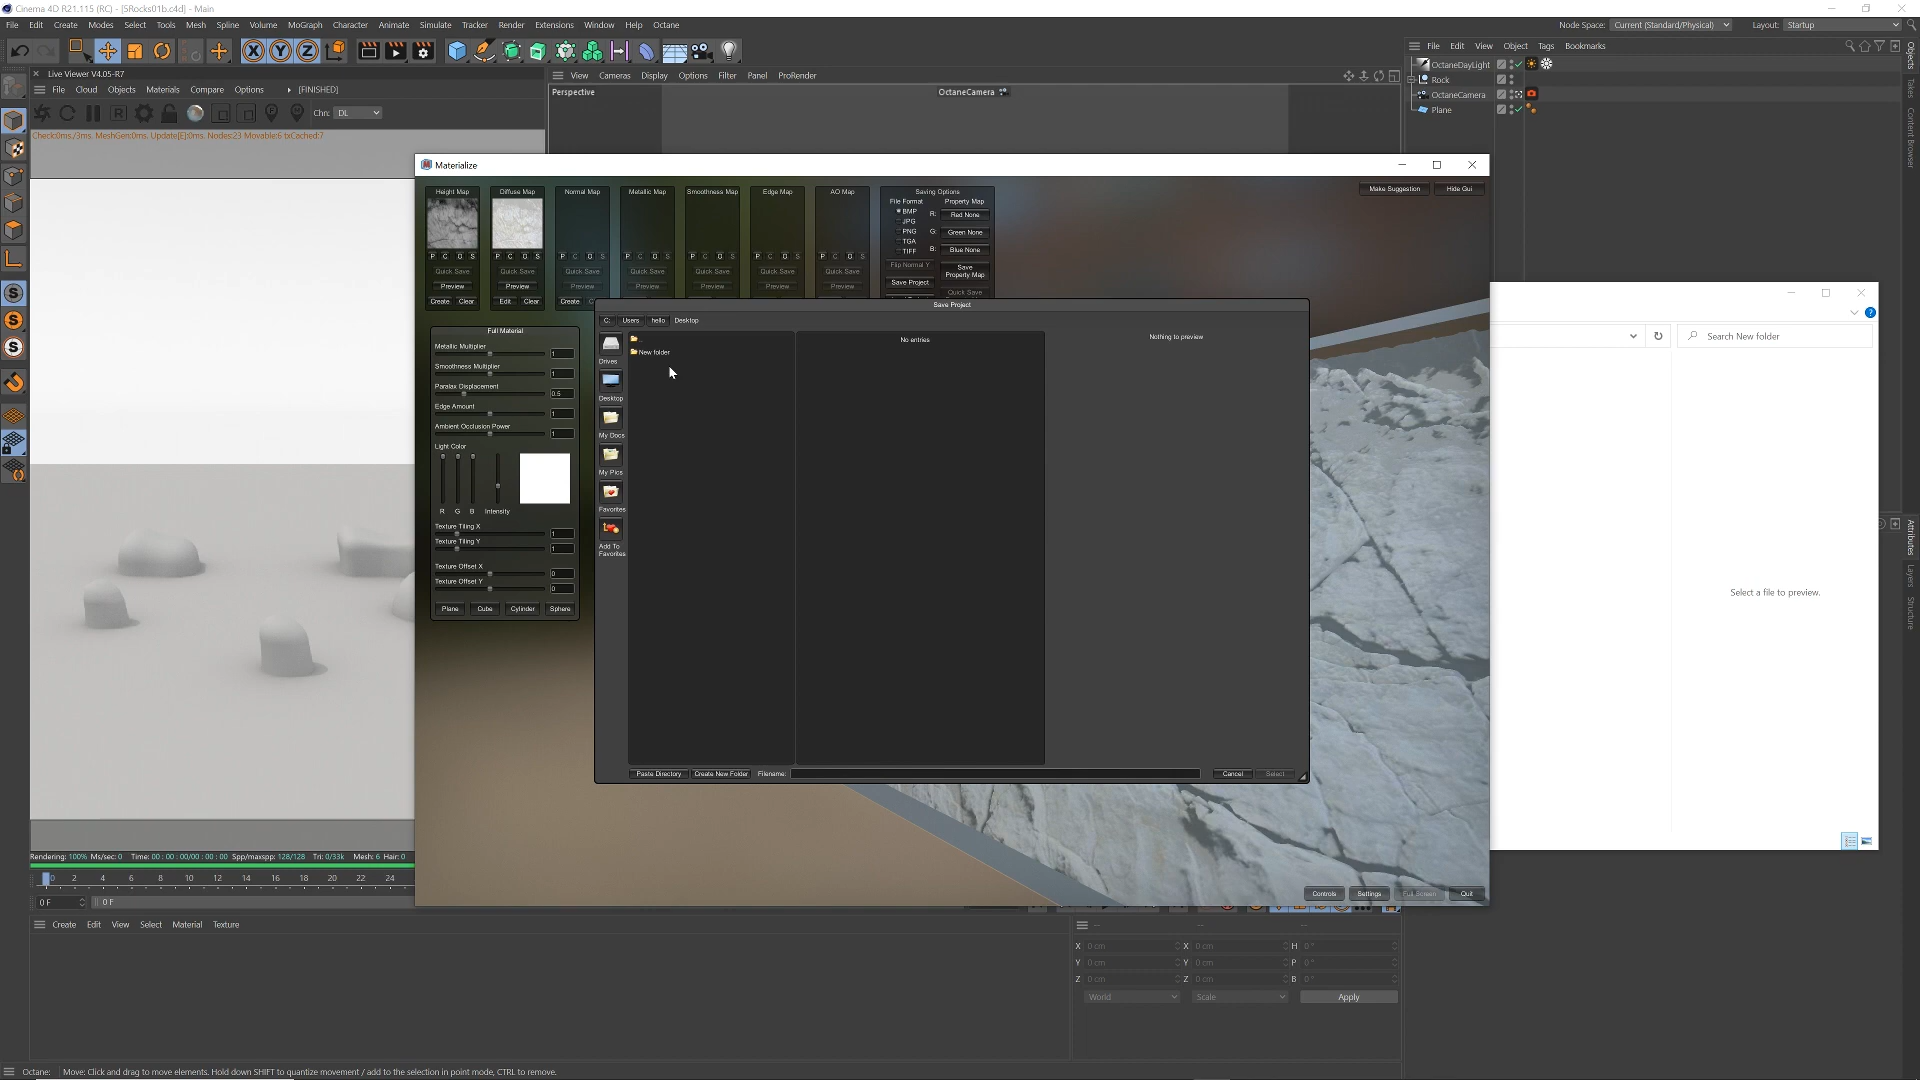 Cinema 4D R21.115 (RC) - [SRocks01b.c4d] - Main
File Edit Create Modes Select Tools Mesh Spline Volume MoGraph Character Animate Simulate Tracker Render Extensions Window Help Octane
Node Space: Current (Standard/Physical) Layout: Startup
File Edit View Object Tags Bookmarks
OctaneDayLight
Rock
OctaneCamera
Plane
Objects
Takes
Content Browser
Attributes
Layers
Structure
Live Viewer V4.05-R7
File Cloud Objects Materials Compare Options [FINISHED]
Chn: DL
Check:0ms./3ms. MeshGen:0ms. Update[E]:0ms. Nodes:23 Movable:6 txCached:7
View Cameras Display Options Filter Panel ProRender
Perspective
OctaneCamera
Materialize
Make Suggestion Hide Gui
Height Map Diffuse Map Normal Map Metallic Map Smoothness Map Edge Map AO Map
P C O S P C O S P C O S P C O S P C O S P C O S P C O S
Quick Save Quick Save Quick Save Quick Save Quick Save Quick Save Quick Save
Preview Preview Preview Preview Preview Preview Preview
Create Clear Edit Clear Create
Saving Options
File Format Property Map
BMP
JPG
PNG
TGA
TIFF
R: Red None
G: Green None
B: Blue None
Flip Normal Y
Save Property Map
Save Project
Quick Save
Save Project
C: Users hello Desktop
..
New folder
No entries
Nothing to preview
Drives
Desktop
My Docs
My Pics
Favorites
Add To Favorites
Paste Directory Create New Folder Filename: Cancel Select
Full Material
Metallic Multiplier 1
Smoothness Multiplier 1
Paralax Displacement 0.5
Edge Amount 1
Ambient Occlusion Power 1
Light Color
R G B Intensity
Texture Tiling X 1
Texture Tiling Y 1
Texture Offset X 0
Texture Offset Y 0
Plane Cube Cylinder Sphere
Controls Settings Full Screen Quit
Search New folder
Select a file to preview.
Rendering: 100% Ms/sec: 0 Time: 00 : 00 : 00/00 : 00 : 00 Spp/maxspp: 128/128 Tri: 0/33k Mesh: 6 Hair: 0
0 2 4 6 8 10 12 14 16 18 20 22 24
0 F 0 F
Create Edit View Select Material Texture
-- -- --
X 0 cm X 0 cm H 0 °
Y 0 cm Y 0 cm P 0 °
Z 0 cm Z 0 cm B 0 °
World Scale Apply
Octane: Move: Click and drag to move elements. Hold down SHIFT to quantize movement / add to the selection in point mode, CTRL to remove.